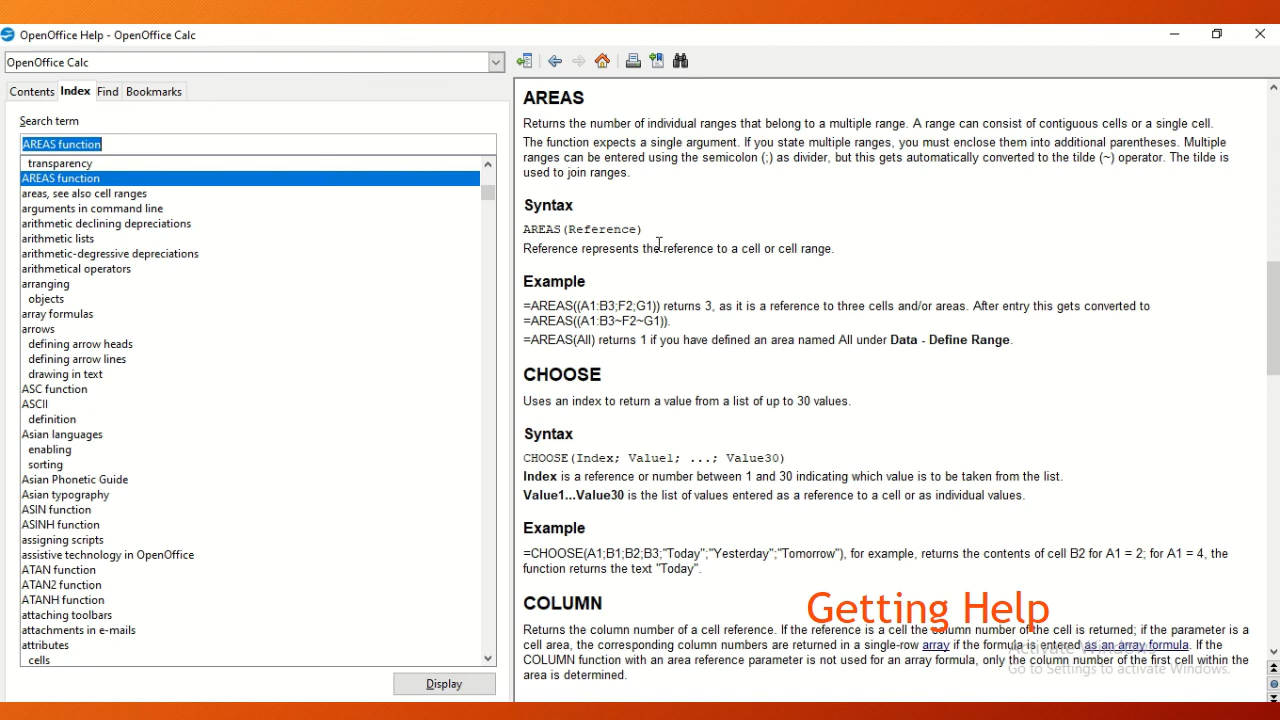 OpenOffice Help - OpenOffice Calc
OpenOffice Calc
Contents Index Find Bookmarks
Search term
AREAS function
transparency
AREAS function
areas, see also cell ranges
arguments in command line
arithmetic declining depreciations
arithmetic lists
arithmetic-degressive depreciations
arithmetical operators
arranging
objects
array formulas
arrows
defining arrow heads
defining arrow lines
drawing in text
ASC function
ASCII
definition
Asian languages
enabling
sorting
Asian Phonetic Guide
Asian typography
ASIN function
ASINH function
assigning scripts
assistive technology in OpenOffice
ATAN function
ATAN2 function
ATANH function
attaching toolbars
attachments in e-mails
attributes
cells
Display
AREAS
Returns the number of individual ranges that belong to a multiple range. A range can consist of contiguous cells or a single cell.
The function expects a single argument. If you state multiple ranges, you must enclose them into additional parentheses. Multiple
ranges can be entered using the semicolon (;) as divider, but this gets automatically converted to the tilde (~) operator. The tilde is
used to join ranges.
Syntax
AREAS(Reference)
Reference represents the reference to a cell or cell range.
Example
=AREAS((A1:B3;F2;G1)) returns 3, as it is a reference to three cells and/or areas. After entry this gets converted to
=AREAS((A1:B3~F2~G1)).
=AREAS(All) returns 1 if you have defined an area named All under Data - Define Range.
CHOOSE
Uses an index to return a value from a list of up to 30 values.
Syntax
CHOOSE(Index; Value1; ...; Value30)
Index is a reference or number between 1 and 30 indicating which value is to be taken from the list.
Value1...Value30 is the list of values entered as a reference to a cell or as individual values.
Example
=CHOOSE(A1;B1;B2;B3;"Today";"Yesterday";"Tomorrow"), for example, returns the contents of cell B2 for A1 = 2; for A1 = 4, the
function returns the text "Today".
COLUMN
Getting Help
Returns the column number of a cell reference. If the reference is a cell the column number of the cell is returned; if the parameter is a
cell area, the corresponding column numbers are returned in a single-row array if the formula is entered as an array formula. If the
COLUMN function with an area reference parameter is not used for an array formula, only the column number of the first cell within the
area is determined.
Activate Windows
Go to Settings to activate Windows.